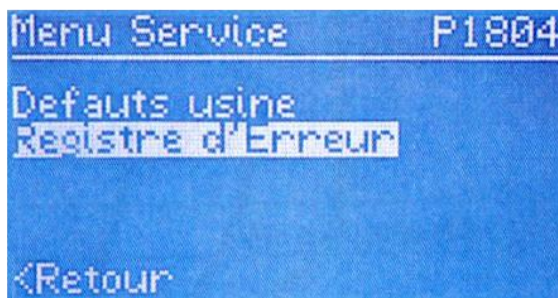 Menu Service P1804
Defauts usine
Registre d'Erreur
<Retour